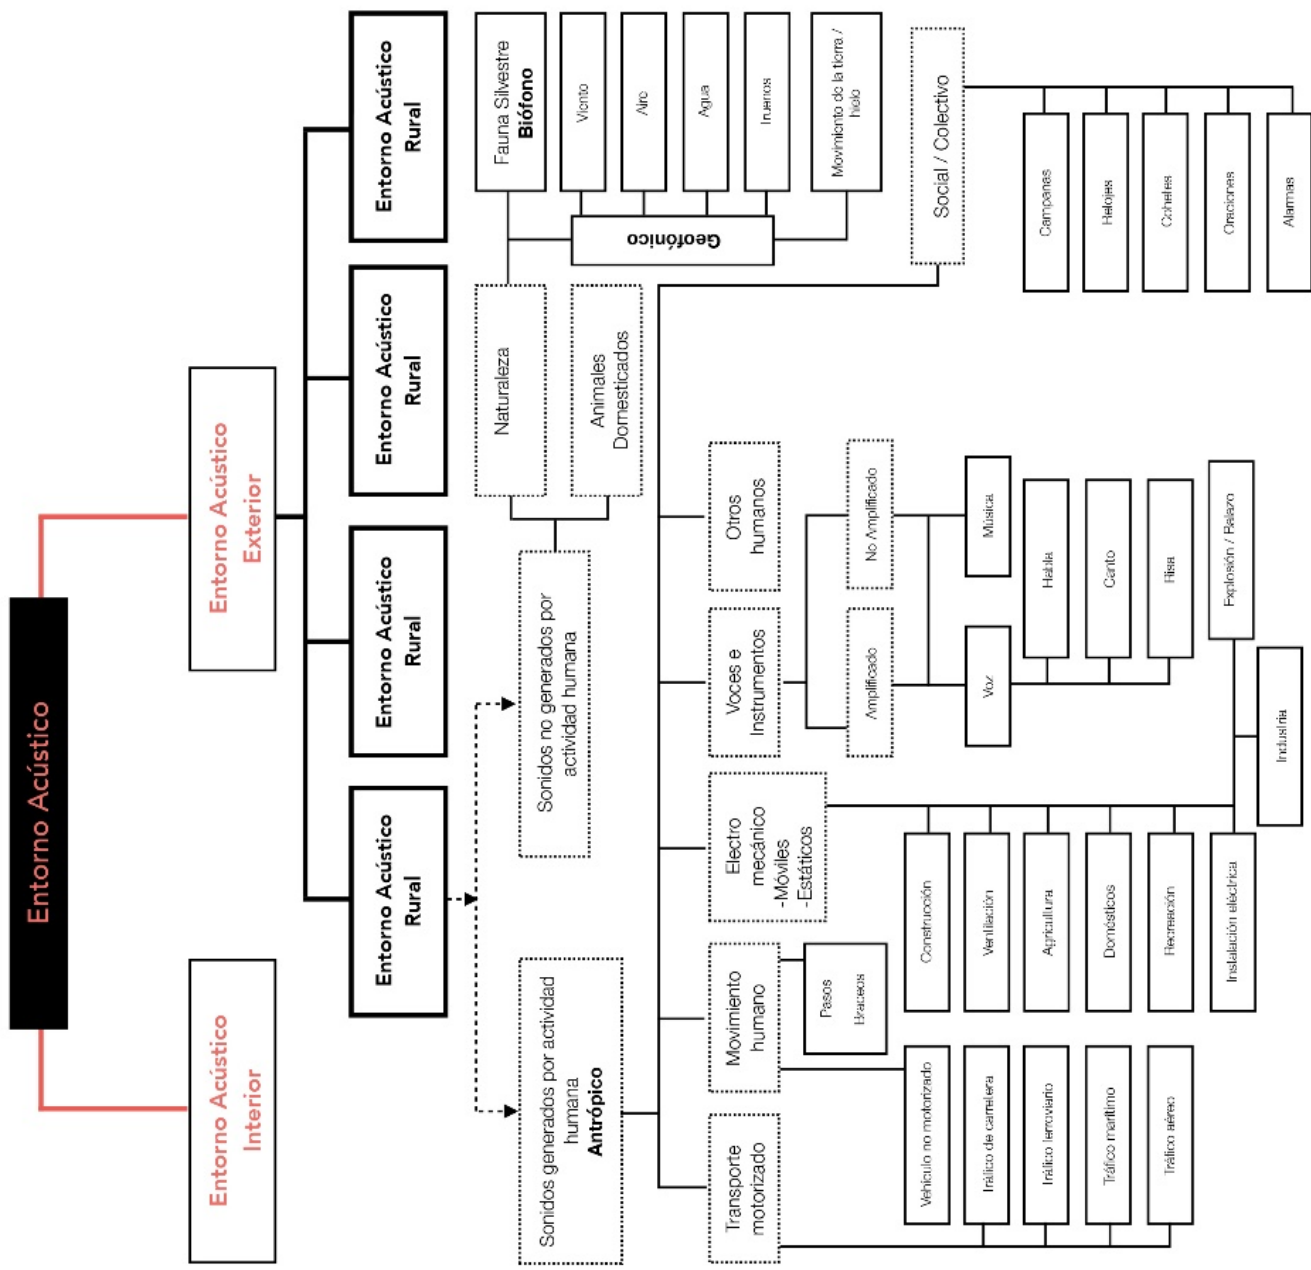 Entorno Acústico
Entorno Acústico
Interior
Entorno Acústico
Exterior
Entorno Acústico
Rural
Entorno Acústico
Rural
Entorno Acústico
Rural
Entorno Acústico
Rural
Sonidos generados por actividad
humana
Antrópico
Sonidos no generados por
actividad humana
Naturaleza
Animales
Domesticados
Fauna Silvestre
Biófono
Geofónico
Viento
Aire
Agua
Truenos
Movimiento de la tierra /
hielo
Transporte
motorizado
Movimiento
humano
Electro
mecánico
-Móviles
-Estáticos
Voces e
Instrumentos
Otros
humanos
Social / Colectivo
Pasos
Braceos
Amplificado
No Amplificado
Vehículo no motorizado
Tráfico de carretera
Tráfico ferroviario
Tráfico marítimo
Tráfico aéreo
Construcción
Ventilación
Agricultura
Domésticos
Recreación
Instalación eléctrica
Industria
Explosión / Balazo
Voz
Música
Habla
Canto
Risa
Campanas
Relojes
Cohetes
Oraciones
Alarmas